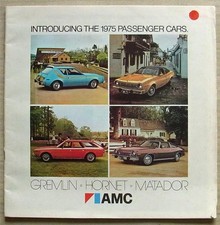 INTRODUCING THE 1975 PASSENGER CARS.
GREMLIN • HORNET • MATADOR
AMC